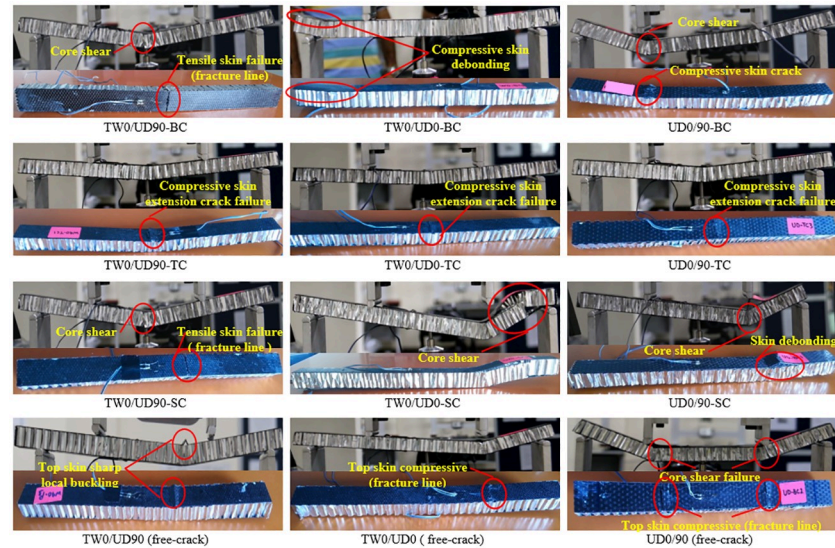 Core shear
Tensile skin failure
(fracture line)
TW0/UD90-BC
Compressive skin
debonding
TW0/UD0-BC
Core shear
Compressive skin crack
UD0/90-BC
Compressive skin
extension crack failure
TW0/UD90-TC
Compressive skin
extension crack failure
TW0/UD0-TC
Compressive skin
extension crack failure
UD-TC3
UD0/90-TC
Core shear
Tensile skin failure
( fracture line )
TW0/UD90-SC
Core shear
TW0/UD0-SC
Core shear
Skin debonding
UD0/90-SC
Top skin sharp
local buckling
TW0/UD90 (free-crack)
Top skin compressive
(fracture line)
TW0/UD0 ( free-crack)
Core shear failure
Top skin compressive (fracture line)
UD0/90 (free-crack)